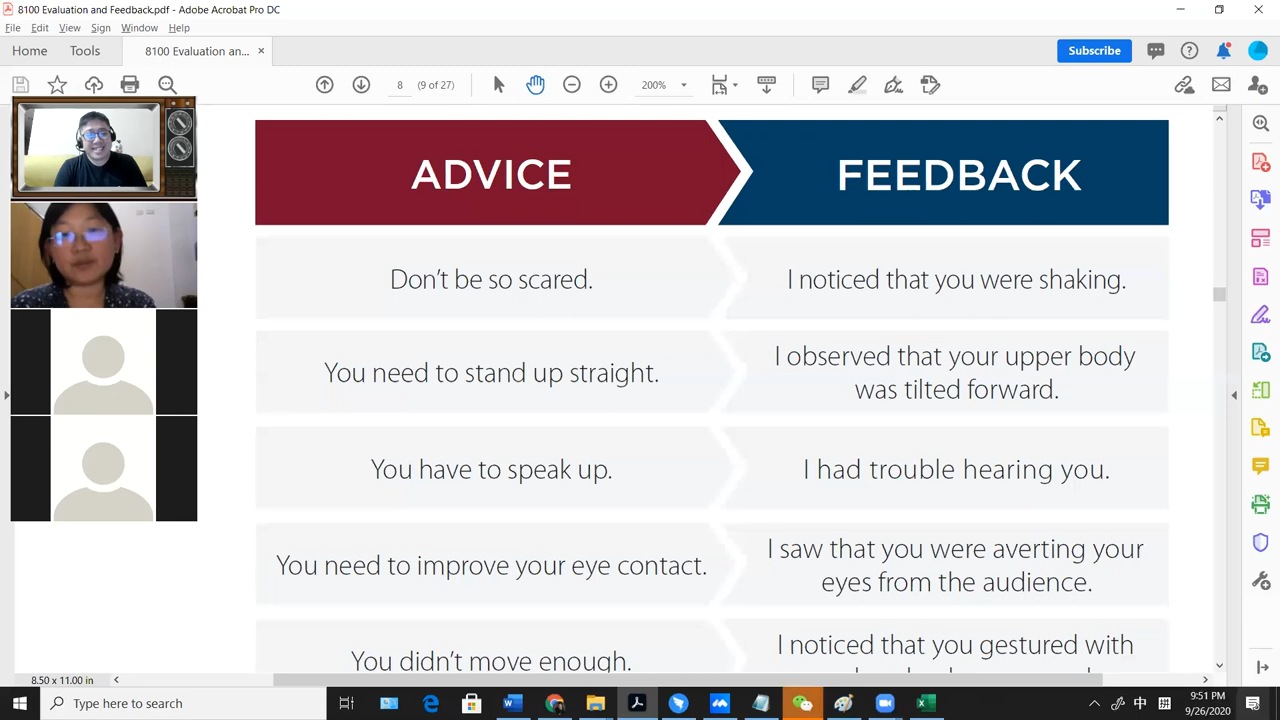 8100 Evaluation and Feedback.pdf - Adobe Acrobat Pro DC
File Edit View Sign Window Help
Home Tools 8100 Evaluation an... ×
Subscribe
8 (9 of 27) 200%
ADVICE FEEDBACK
Don't be so scared. I noticed that you were shaking.
You need to stand up straight. I observed that your upper body
was tilted forward.
You have to speak up. I had trouble hearing you.
You need to improve your eye contact. I saw that you were averting your
eyes from the audience.
You didn't move enough. I noticed that you gestured with
8.50 x 11.00 in
Type here to search
中 拼
9:51 PM
9/26/2020